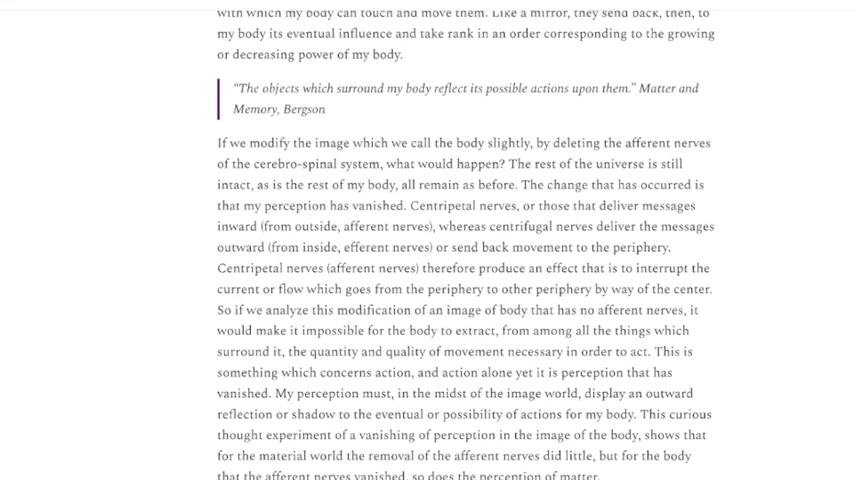 with which my body can touch and move them. Like a mirror, they send back, then, to
my body its eventual influence and take rank in an order corresponding to the growing
or decreasing power of my body.
“The objects which surround my body reflect its possible actions upon them.” Matter and
Memory, Bergson
If we modify the image which we call the body slightly, by deleting the afferent nerves
of the cerebro-spinal system, what would happen? The rest of the universe is still
intact, as is the rest of my body, all remain as before. The change that has occurred is
that my perception has vanished. Centripetal nerves, or those that deliver messages
inward (from outside, afferent nerves), whereas centrifugal nerves deliver the messages
outward (from inside, efferent nerves) or send back movement to the periphery.
Centripetal nerves (afferent nerves) therefore produce an effect that is to interrupt the
current or flow which goes from the periphery to other periphery by way of the center.
So if we analyze this modification of an image of body that has no afferent nerves, it
would make it impossible for the body to extract, from among all the things which
surround it, the quantity and quality of movement necessary in order to act. This is
something which concerns action, and action alone yet it is perception that has
vanished. My perception must, in the midst of the image world, display an outward
reflection or shadow to the eventual or possibility of actions for my body. This curious
thought experiment of a vanishing of perception in the image of the body, shows that
for the material world the removal of the afferent nerves did little, but for the body
that the afferent nerves vanished, so does the perception of matter.